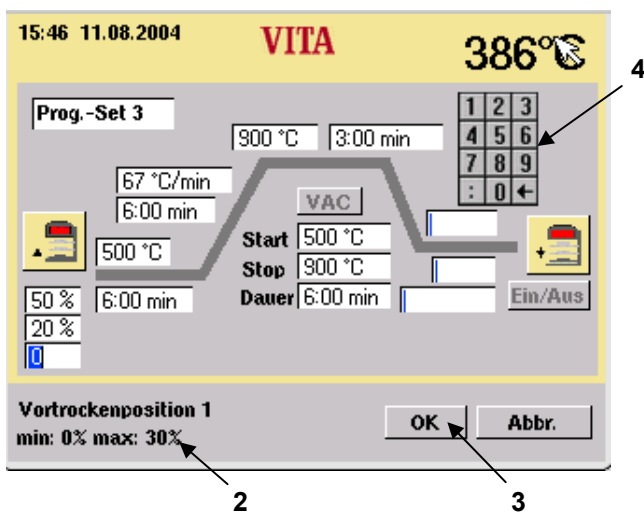 15:46 11.08.2004
VITA
386°C
4
Prog.-Set 3
1 2 3
4 5 6
7 8 9
: 0 ←
900 °C 3:00 min
67 °C/min
6:00 min
VAC
500 °C
Start 500 °C
Stop 900 °C
Dauer 6:00 min
Ein/Aus
50 % 6:00 min
20 %
0
Vortrockenposition 1
min: 0% max: 30%
OK Abbr.
2 3